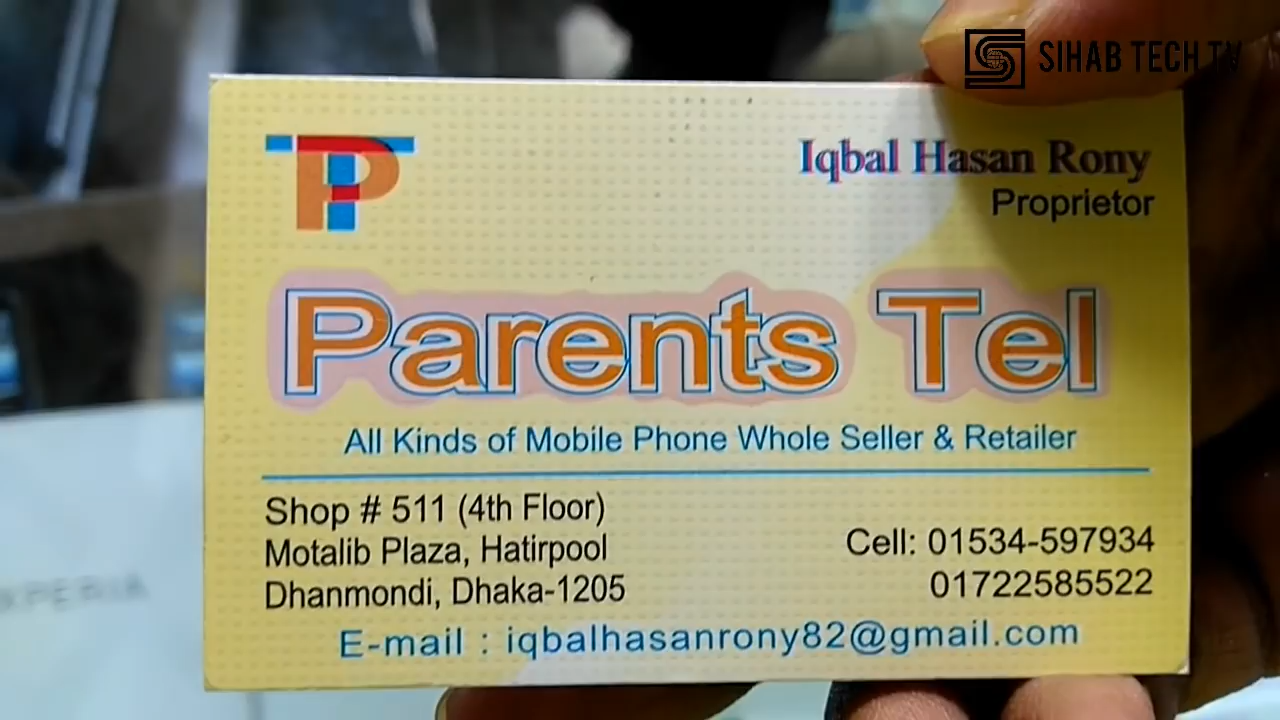 SIHAB TECH TV
Iqbal Hasan Rony
Proprietor
Parents Tel
All Kinds of Mobile Phone Whole Seller & Retailer
Shop # 511 (4th Floor)
Motalib Plaza, Hatirpool
Dhanmondi, Dhaka-1205
Cell: 01534-597934
01722585522
E-mail : iqbalhasanrony82@gmail.com
XPERIA